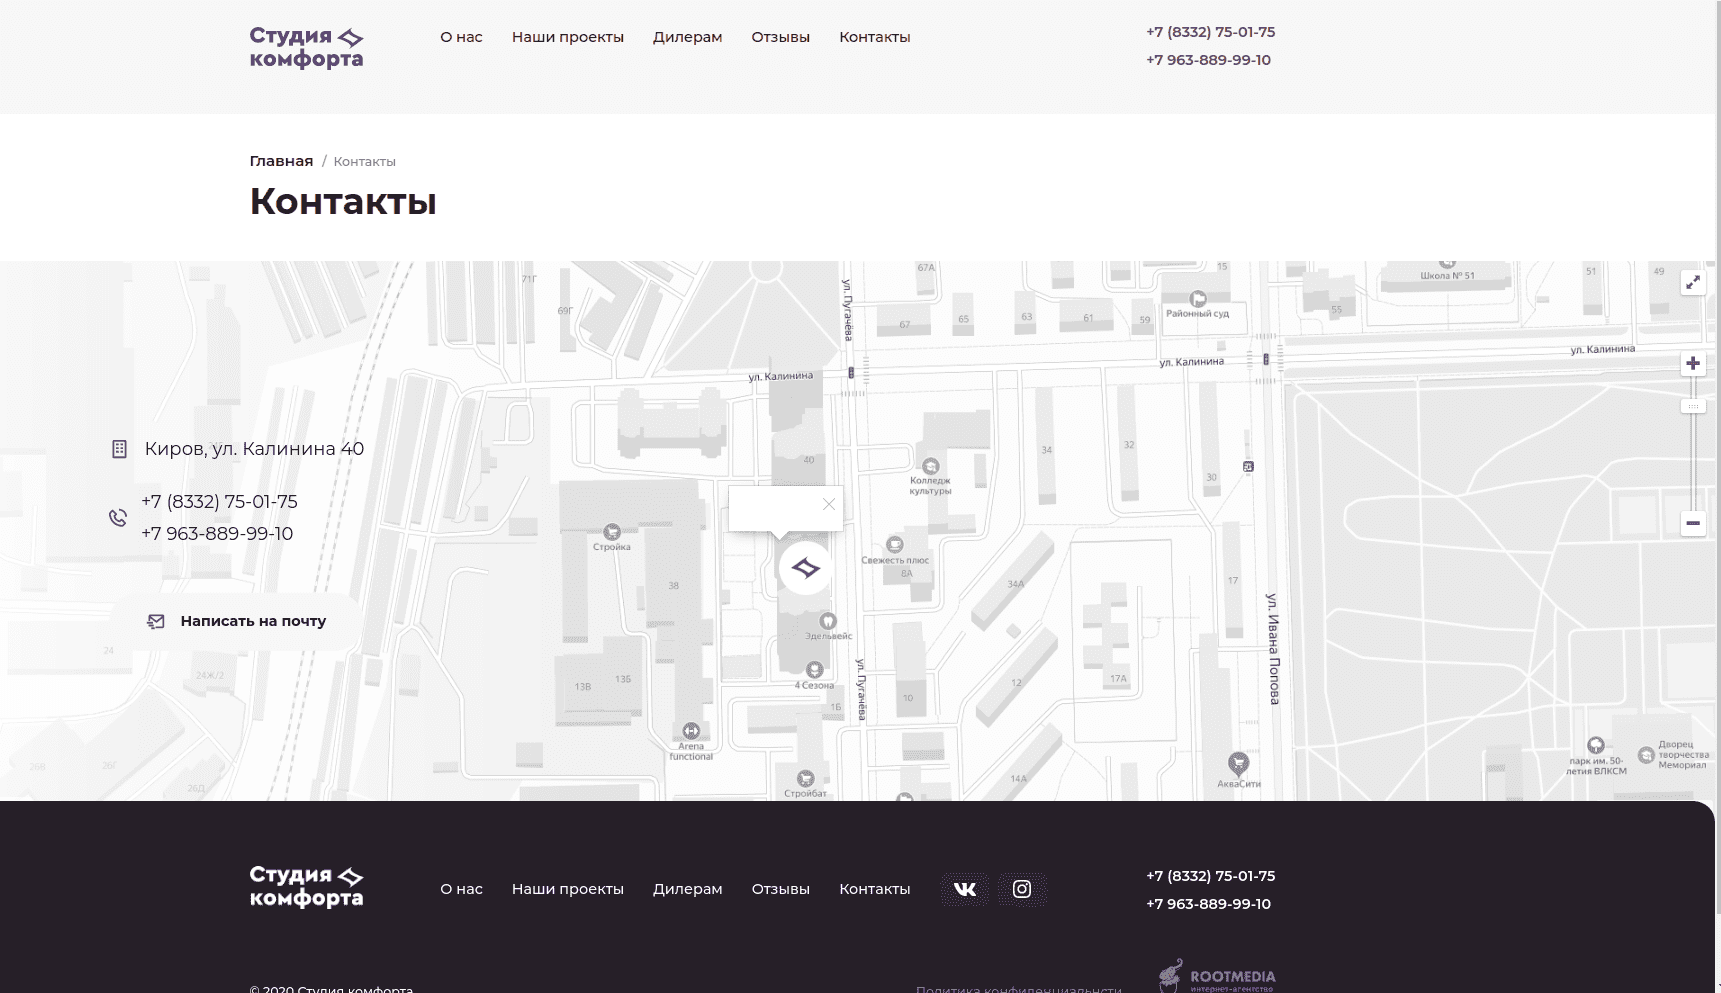 Студия
комфорта
О нас
Наши проекты
Дилерам
Отзывы
Контакты
+7 (8332) 75-01-75
+7 963-889-99-10
Главная / Контакты
Контакты
71Г
69Г
ул. Пугачёва
67А
67
65
63
61
59
15
Районный суд
55
Школа № 51
51
49
ул. Калинина
ул. Калинина
ул. Калинина
Киров, ул. Калинина 40
+7 (8332) 75-01-75
+7 963-889-99-10
Написать на почту
40
Колледж
культуры
34
32
30
Стройка
38
Свежесть плюс
8А
34А
17
ул. Ивана Попова
Эдельвейс
4 Сезона
ул. Пугачёва
24
24Ж/2
13В
13Б
1Б
10
12
17А
Arena
functional
26В
26Г
26Д
Стройбат
14А
АкваСити
парк им. 50-
летия ВЛКСМ
Дворец
творчества
Мемориал
Студия
комфорта
О нас
Наши проекты
Дилерам
Отзывы
Контакты
+7 (8332) 75-01-75
+7 963-889-99-10
© 2020 Студия комфорта
Политика конфиденциальнсти
ROOTMEDIA
интернет-агентство